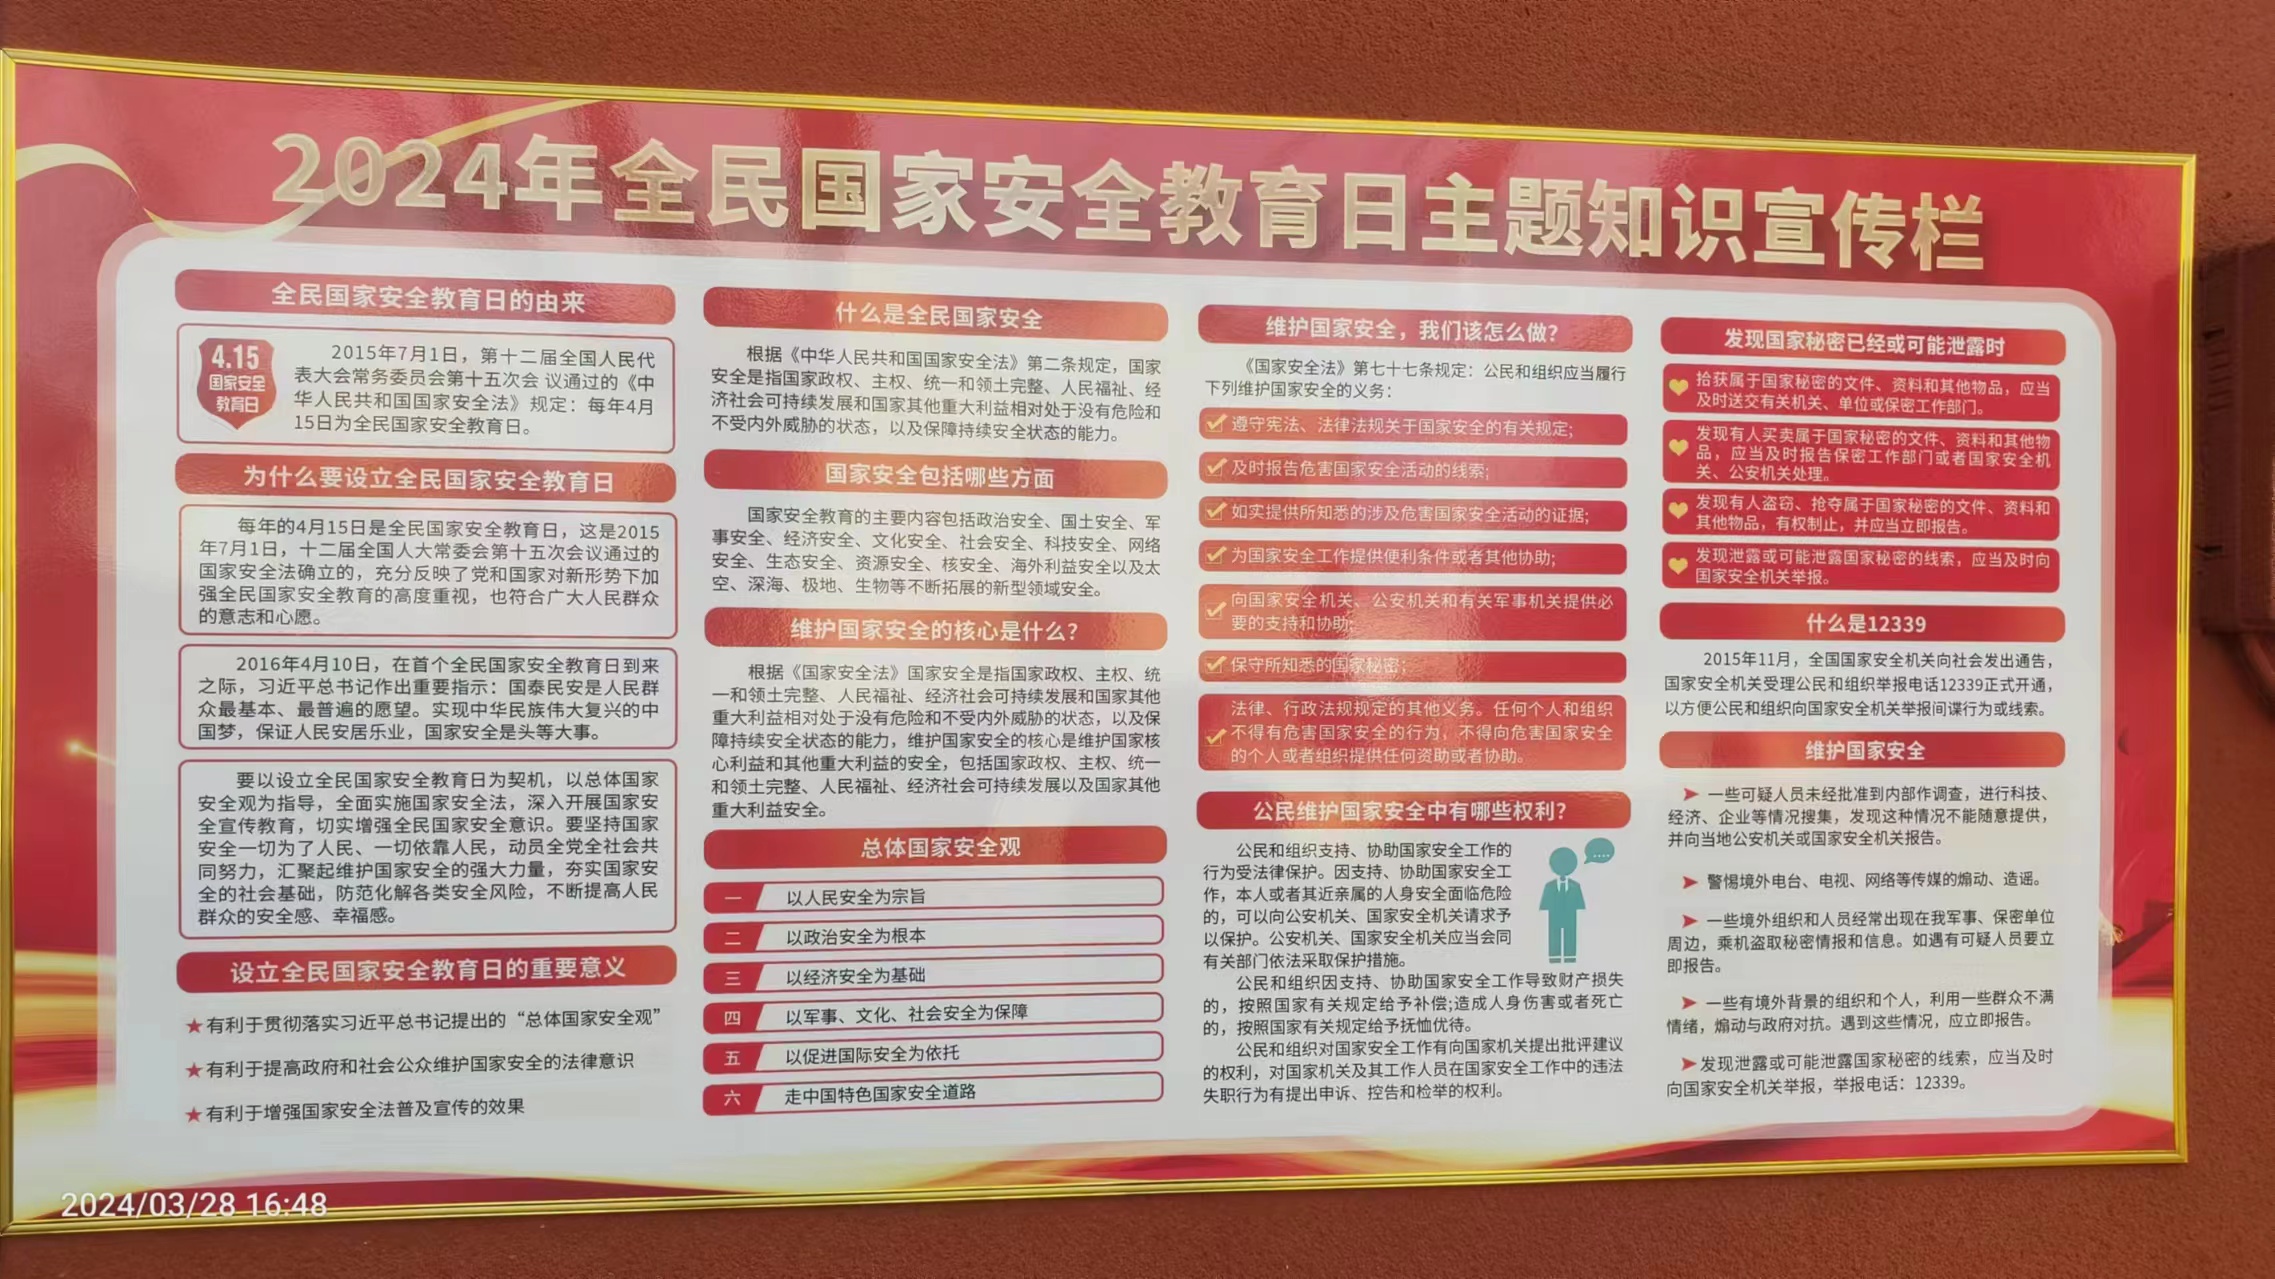 2024年全民国家安全教育日主题知识宣传栏
全民国家安全教育日的由来
4.15
国家安全
教育日
2015年7月1日，第十二届全国人民代
表大会常务委员会第十五次会 议通过的《中
华人民共和国国家安全法》规定：每年4月
15日为全民国家安全教育日。
为什么要设立全民国家安全教育日
每年的4月15日是全民国家安全教育日，这是2015
年7月1日，十二届全国人大常委会第十五次会议通过的
国家安全法确立的，充分反映了党和国家对新形势下加
强全民国家安全教育的高度重视，也符合广大人民群众
的意志和心愿。
2016年4月10日，在首个全民国家安全教育日到来
之际，习近平总书记作出重要指示：国泰民安是人民群
众最基本、最普遍的愿望。实现中华民族伟大复兴的中
国梦，保证人民安居乐业，国家安全是头等大事。
要以设立全民国家安全教育日为契机，以总体国家
安全观为指导，全面实施国家安全法，深入开展国家安
全宣传教育，切实增强全民国家安全意识。要坚持国家
安全一切为了人民、一切依靠人民，动员全党全社会共
同努力，汇聚起维护国家安全的强大力量，夯实国家安
全的社会基础，防范化解各类安全风险，不断提高人民
群众的安全感、幸福感。
设立全民国家安全教育日的重要意义
★有利于贯彻落实习近平总书记提出的“总体国家安全观”
★有利于提高政府和社会公众维护国家安全的法律意识
★有利于增强国家安全法普及宣传的效果
什么是全民国家安全
根据《中华人民共和国国家安全法》第二条规定，国家
安全是指国家政权、主权、统一和领土完整、人民福祉、经
济社会可持续发展和国家其他重大利益相对处于没有危险和
不受内外威胁的状态，以及保障持续安全状态的能力。
国家安全包括哪些方面
国家安全教育的主要内容包括政治安全、国土安全、军
事安全、经济安全、文化安全、社会安全、科技安全、网络
安全、生态安全、资源安全、核安全、海外利益安全以及太
空、深海、极地、生物等不断拓展的新型领域安全。
维护国家安全的核心是什么？
根据《国家安全法》国家安全是指国家政权、主权、统
一和领土完整、人民福祉、经济社会可持续发展和国家其他
重大利益相对处于没有危险和不受内外威胁的状态，以及保
障持续安全状态的能力，维护国家安全的核心是维护国家核
心利益和其他重大利益的安全，包括国家政权、主权、统一
和领土完整、人民福祉、经济社会可持续发展以及国家其他
重大利益安全。
总体国家安全观
一 以人民安全为宗旨
二 以政治安全为根本
三 以经济安全为基础
四 以军事、文化、社会安全为保障
五 以促进国际安全为依托
六 走中国特色国家安全道路
维护国家安全，我们该怎么做？
《国家安全法》第七十七条规定：公民和组织应当履行
下列维护国家安全的义务：
遵守宪法、法律法规关于国家安全的有关规定；
及时报告危害国家安全活动的线索；
如实提供所知悉的涉及危害国家安全活动的证据；
为国家安全工作提供便利条件或者其他协助；
向国家安全机关、公安机关和有关军事机关提供必
要的支持和协助；
保守所知悉的国家秘密；
法律、行政法规规定的其他义务。任何个人和组织
不得有危害国家安全的行为，不得向危害国家安全
的个人或者组织提供任何资助或者协助。
公民维护国家安全中有哪些权利？
公民和组织支持、协助国家安全工作的
行为受法律保护。因支持、协助国家安全工
作，本人或者其近亲属的人身安全面临危险
的，可以向公安机关、国家安全机关请求予
以保护。公安机关、国家安全机关应当会同
有关部门依法采取保护措施。
公民和组织因支持、协助国家安全工作导致财产损失
的，按照国家有关规定给予补偿；造成人身伤害或者死亡
的，按照国家有关规定给予抚恤优待。
公民和组织对国家安全工作有向国家机关提出批评建议
的权利，对国家机关及其工作人员在国家安全工作中的违法
失职行为有提出申诉、控告和检举的权利。
发现国家秘密已经或可能泄露时
拾获属于国家秘密的文件、资料和其他物品，应当
及时送交有关机关、单位或保密工作部门。
发现有人买卖属于国家秘密的文件、资料和其他物
品，应当及时报告保密工作部门或者国家安全机
关、公安机关处理。
发现有人盗窃、抢夺属于国家秘密的文件、资料和
其他物品，有权制止，并应当立即报告。
发现泄露或可能泄露国家秘密的线索，应当及时向
国家安全机关举报。
什么是12339
2015年11月，全国国家安全机关向社会发出通告，
国家安全机关受理公民和组织举报电话12339正式开通，
以方便公民和组织向国家安全机关举报间谍行为或线索。
维护国家安全
一些可疑人员未经批准到内部作调查，进行科技、
经济、企业等情况搜集，发现这种情况不能随意提供，
并向当地公安机关或国家安全机关报告。
警惕境外电台、电视、网络等传媒的煽动、造谣。
一些境外组织和人员经常出现在我军事、保密单位
周边，乘机盗取秘密情报和信息。如遇有可疑人员要立
即报告。
一些有境外背景的组织和个人，利用一些群众不满
情绪，煽动与政府对抗。遇到这些情况，应立即报告。
发现泄露或可能泄露国家秘密的线索，应当及时
向国家安全机关举报，举报电话：12339。
2024/03/28 16:48